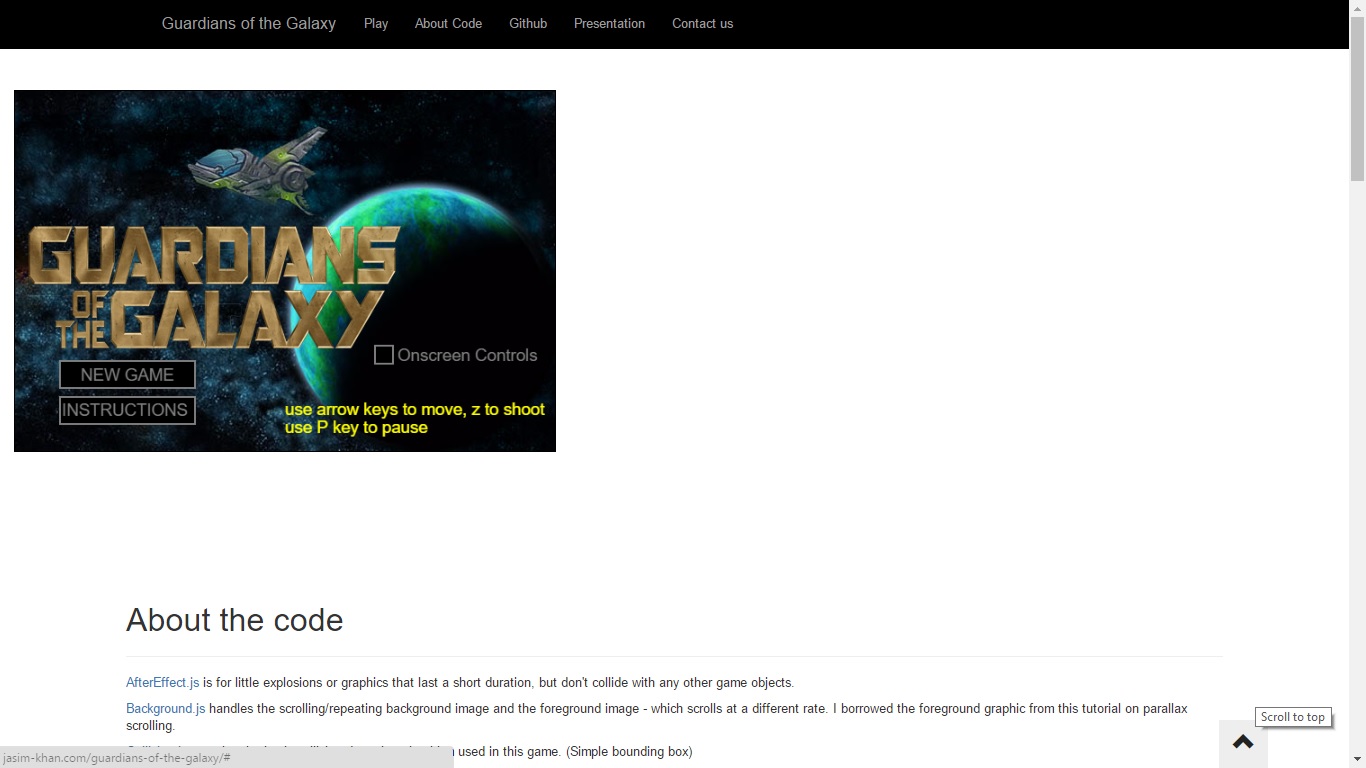 Guardians of the Galaxy Play About Code Github Presentation Contact us
GUARDIANS
OF THE GALAXY
Onscreen Controls
NEW GAME
INSTRUCTIONS
use arrow keys to move, z to shoot
use P key to pause
About the code
AfterEffect.js is for little explosions or graphics that last a short duration, but don't collide with any other game objects.
Background.js handles the scrolling/repeating background image and the foreground image - which scrolls at a different rate. I borrowed the foreground graphic from this tutorial on parallax
scrolling.
used in this game. (Simple bounding box)
Scroll to top
jasim-khan.com/guardians-of-the-galaxy/#